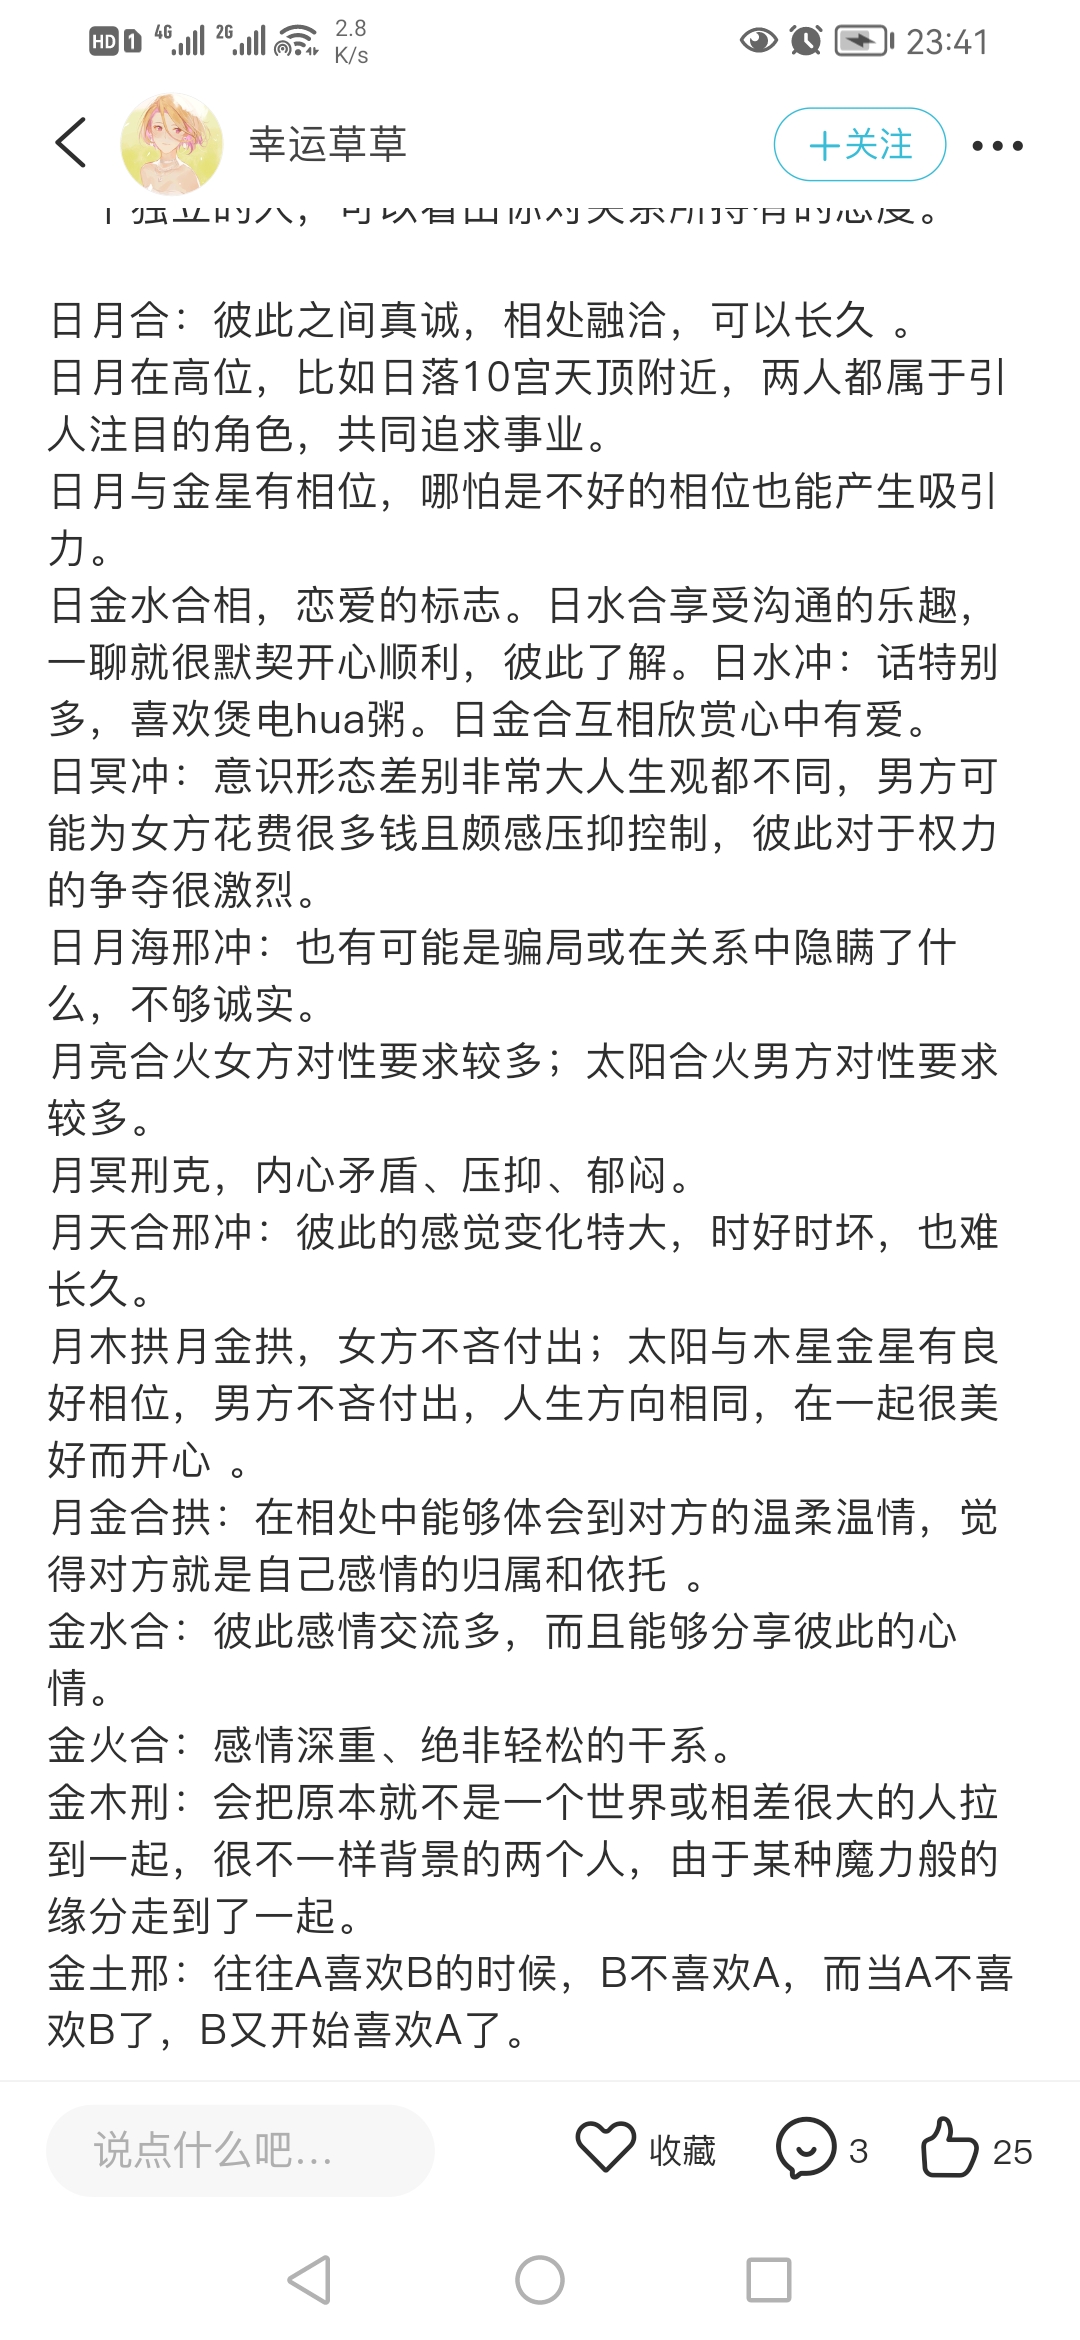 HD 1 4G 2G 2.8 K/s 23:41
幸运草草 +关注
个独立的人，可以看出你对关系所持有的态度。
日月合：彼此之间真诚，相处融洽，可以长久 。
日月在高位，比如日落10宫天顶附近，两人都属于引
人注目的角色，共同追求事业。
日月与金星有相位，哪怕是不好的相位也能产生吸引
力。
日金水合相，恋爱的标志。日水合享受沟通的乐趣，
一聊就很默契开心顺利，彼此了解。日水冲：话特别
多，喜欢煲电hua粥。日金合互相欣赏心中有爱。
日冥冲：意识形态差别非常大人生观都不同，男方可
能为女方花费很多钱且颇感压抑控制，彼此对于权力
的争夺很激烈。
日月海邢冲：也有可能是骗局或在关系中隐瞒了什
么，不够诚实。
月亮合火女方对性要求较多；太阳合火男方对性要求
较多。
月冥刑克，内心矛盾、压抑、郁闷。
月天合邢冲：彼此的感觉变化特大，时好时坏，也难
长久。
月木拱月金拱，女方不吝付出；太阳与木星金星有良
好相位，男方不吝付出，人生方向相同，在一起很美
好而开心 。
月金合拱：在相处中能够体会到对方的温柔温情，觉
得对方就是自己感情的归属和依托 。
金水合：彼此感情交流多，而且能够分享彼此的心
情。
金火合：感情深重、绝非轻松的干系。
金木刑：会把原本就不是一个世界或相差很大的人拉
到一起，很不一样背景的两个人，由于某种魔力般的
缘分走到了一起。
金土邢：往往A喜欢B的时候，B不喜欢A，而当A不喜
欢B了，B又开始喜欢A了。
说点什么吧... 收藏 3 25